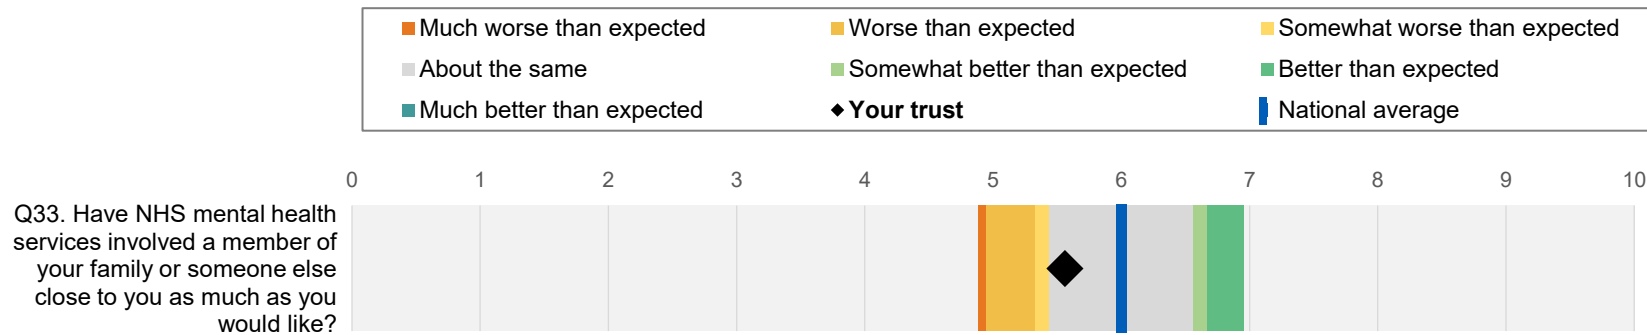 Much worse than expected
Worse than expected
Somewhat worse than expected
About the same
Somewhat better than expected
Better than expected
Much better than expected
Your trust
National average
0 1 2 3 4 5 6 7 8 9 10
Q33. Have NHS mental health
services involved a member of
your family or someone else
close to you as much as you
would like?